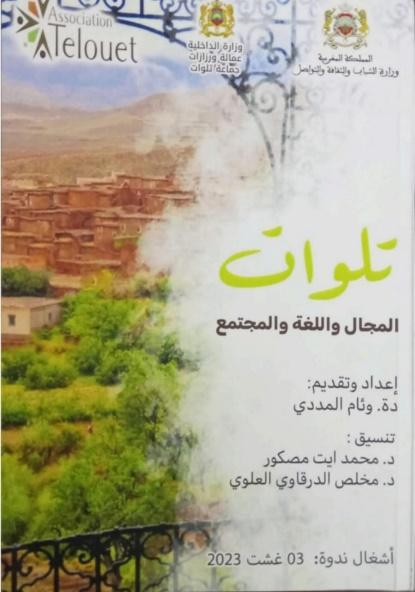 Association
Telouet
وزارة الداخلية
عمالة ورزازات
جماعة تلوات
المملكة المغربية
وزارة الشباب والثقافة والتواصل
تلوات
المجال واللغة والمجتمع
إعداد وتقديم:
دة. وئام المددي
تنسيق :
د. محمد ايت مصكور
د. مخلص الدرقاوي العلوي
أشغال ندوة: 03 غشت 2023